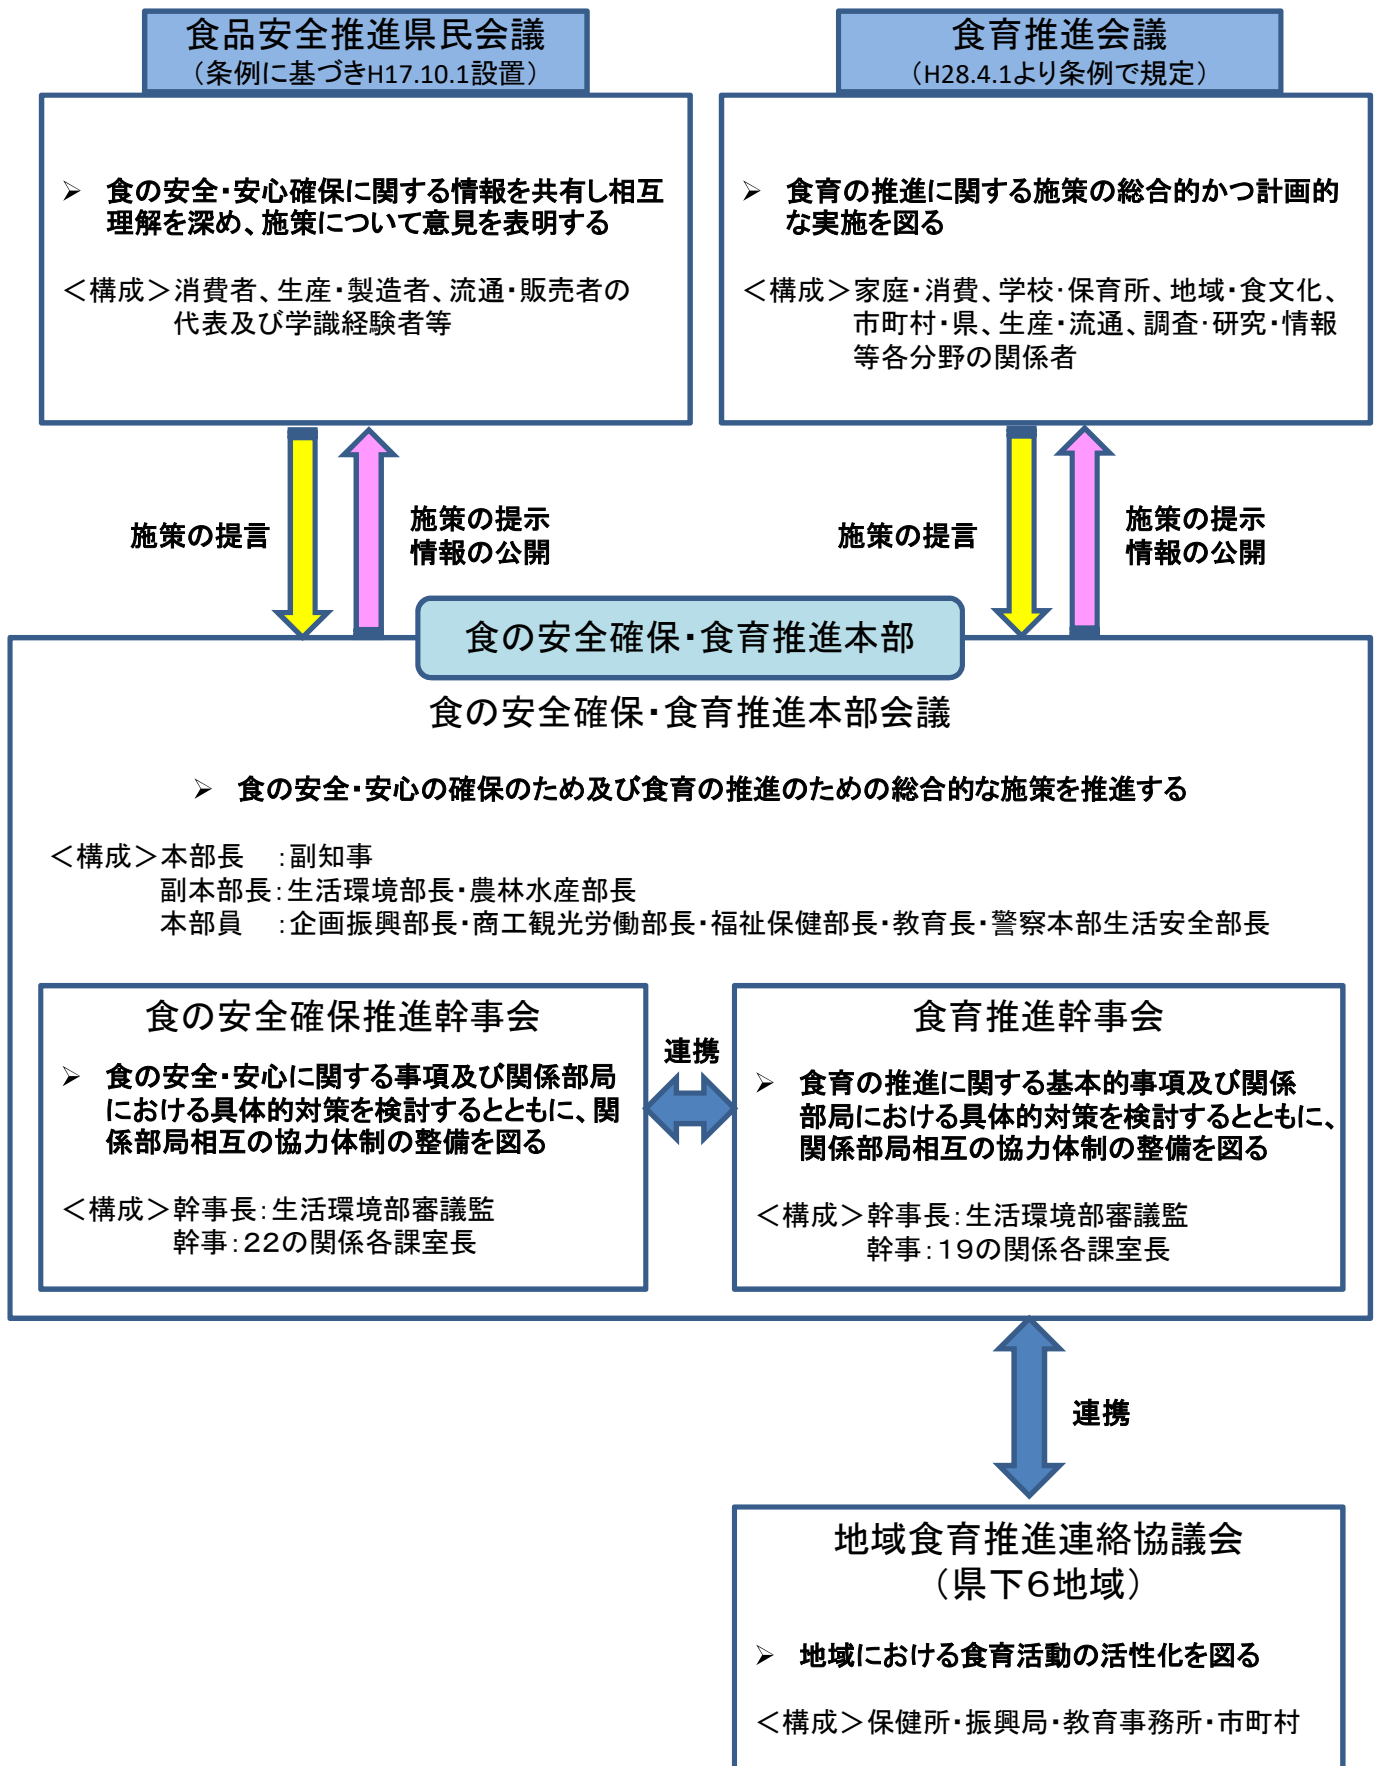 食品安全推進県民会議
（条例に基づきH17.10.1設置）
➢ 食の安全・安心確保に関する情報を共有し相互
理解を深め、施策について意見を表明する
＜構成＞消費者、生産・製造者、流通・販売者の
代表及び学識経験者等
食育推進会議
（H28.4.1より条例で規定）
➢ 食育の推進に関する施策の総合的かつ計画的
な実施を図る
＜構成＞家庭・消費、学校・保育所、地域・食文化、
市町村・県、生産・流通、調査・研究・情報
等各分野の関係者
施策の提言
施策の提示
情報の公開
施策の提言
施策の提示
情報の公開
食の安全確保・食育推進本部
食の安全確保・食育推進本部会議
➢ 食の安全・安心の確保のため及び食育の推進のための総合的な施策を推進する
＜構成＞本部長 ：副知事
副本部長：生活環境部長・農林水産部長
本部員 ：企画振興部長・商工観光労働部長・福祉保健部長・教育長・警察本部生活安全部長
食の安全確保推進幹事会
➢ 食の安全・安心に関する事項及び関係部局
における具体的対策を検討するとともに、関
係部局相互の協力体制の整備を図る
＜構成＞幹事長：生活環境部審議監
幹事：２２の関係各課室長
連携
食育推進幹事会
➢ 食育の推進に関する基本的事項及び関係
部局における具体的対策を検討するとともに、
関係部局相互の協力体制の整備を図る
＜構成＞幹事長：生活環境部審議監
幹事：１９の関係各課室長
連携
地域食育推進連絡協議会
（県下６地域）
➢ 地域における食育活動の活性化を図る
＜構成＞保健所・振興局・教育事務所・市町村